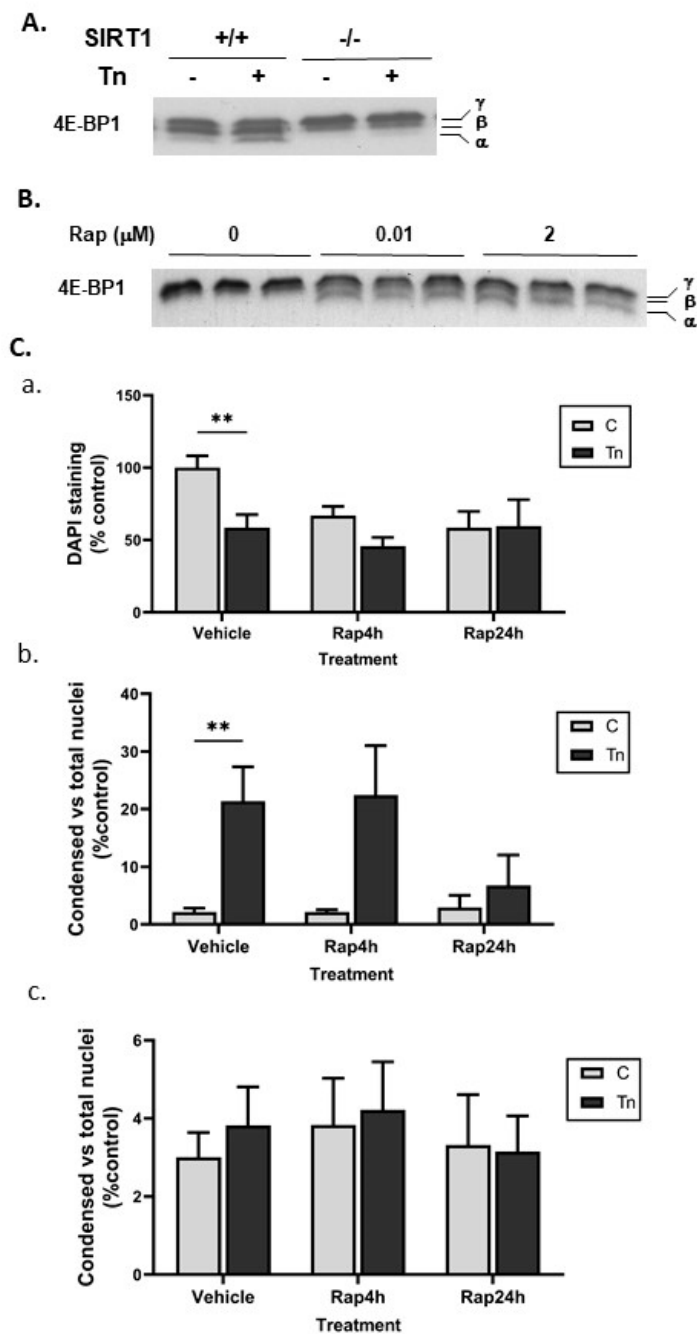 A.
SIRT1 +/+ -/-
Tn - + - +
4E-BP1 γ
β
α
B.
Rap (μM) 0 0.01 2
4E-BP1 γ
β
α
C.
a.
DAPI staining
(% control)
150
100
50
0
**
C
Tn
Vehicle Rap4h Rap24h
Treatment
b.
Condensed vs total nuclei
(%control)
40
30
20
10
0
**
C
Tn
Vehicle Rap4h Rap24h
Treatment
c.
Condensed vs total nuclei
(%control)
6
4
2
0
C
Tn
Vehicle Rap4h Rap24h
Treatment